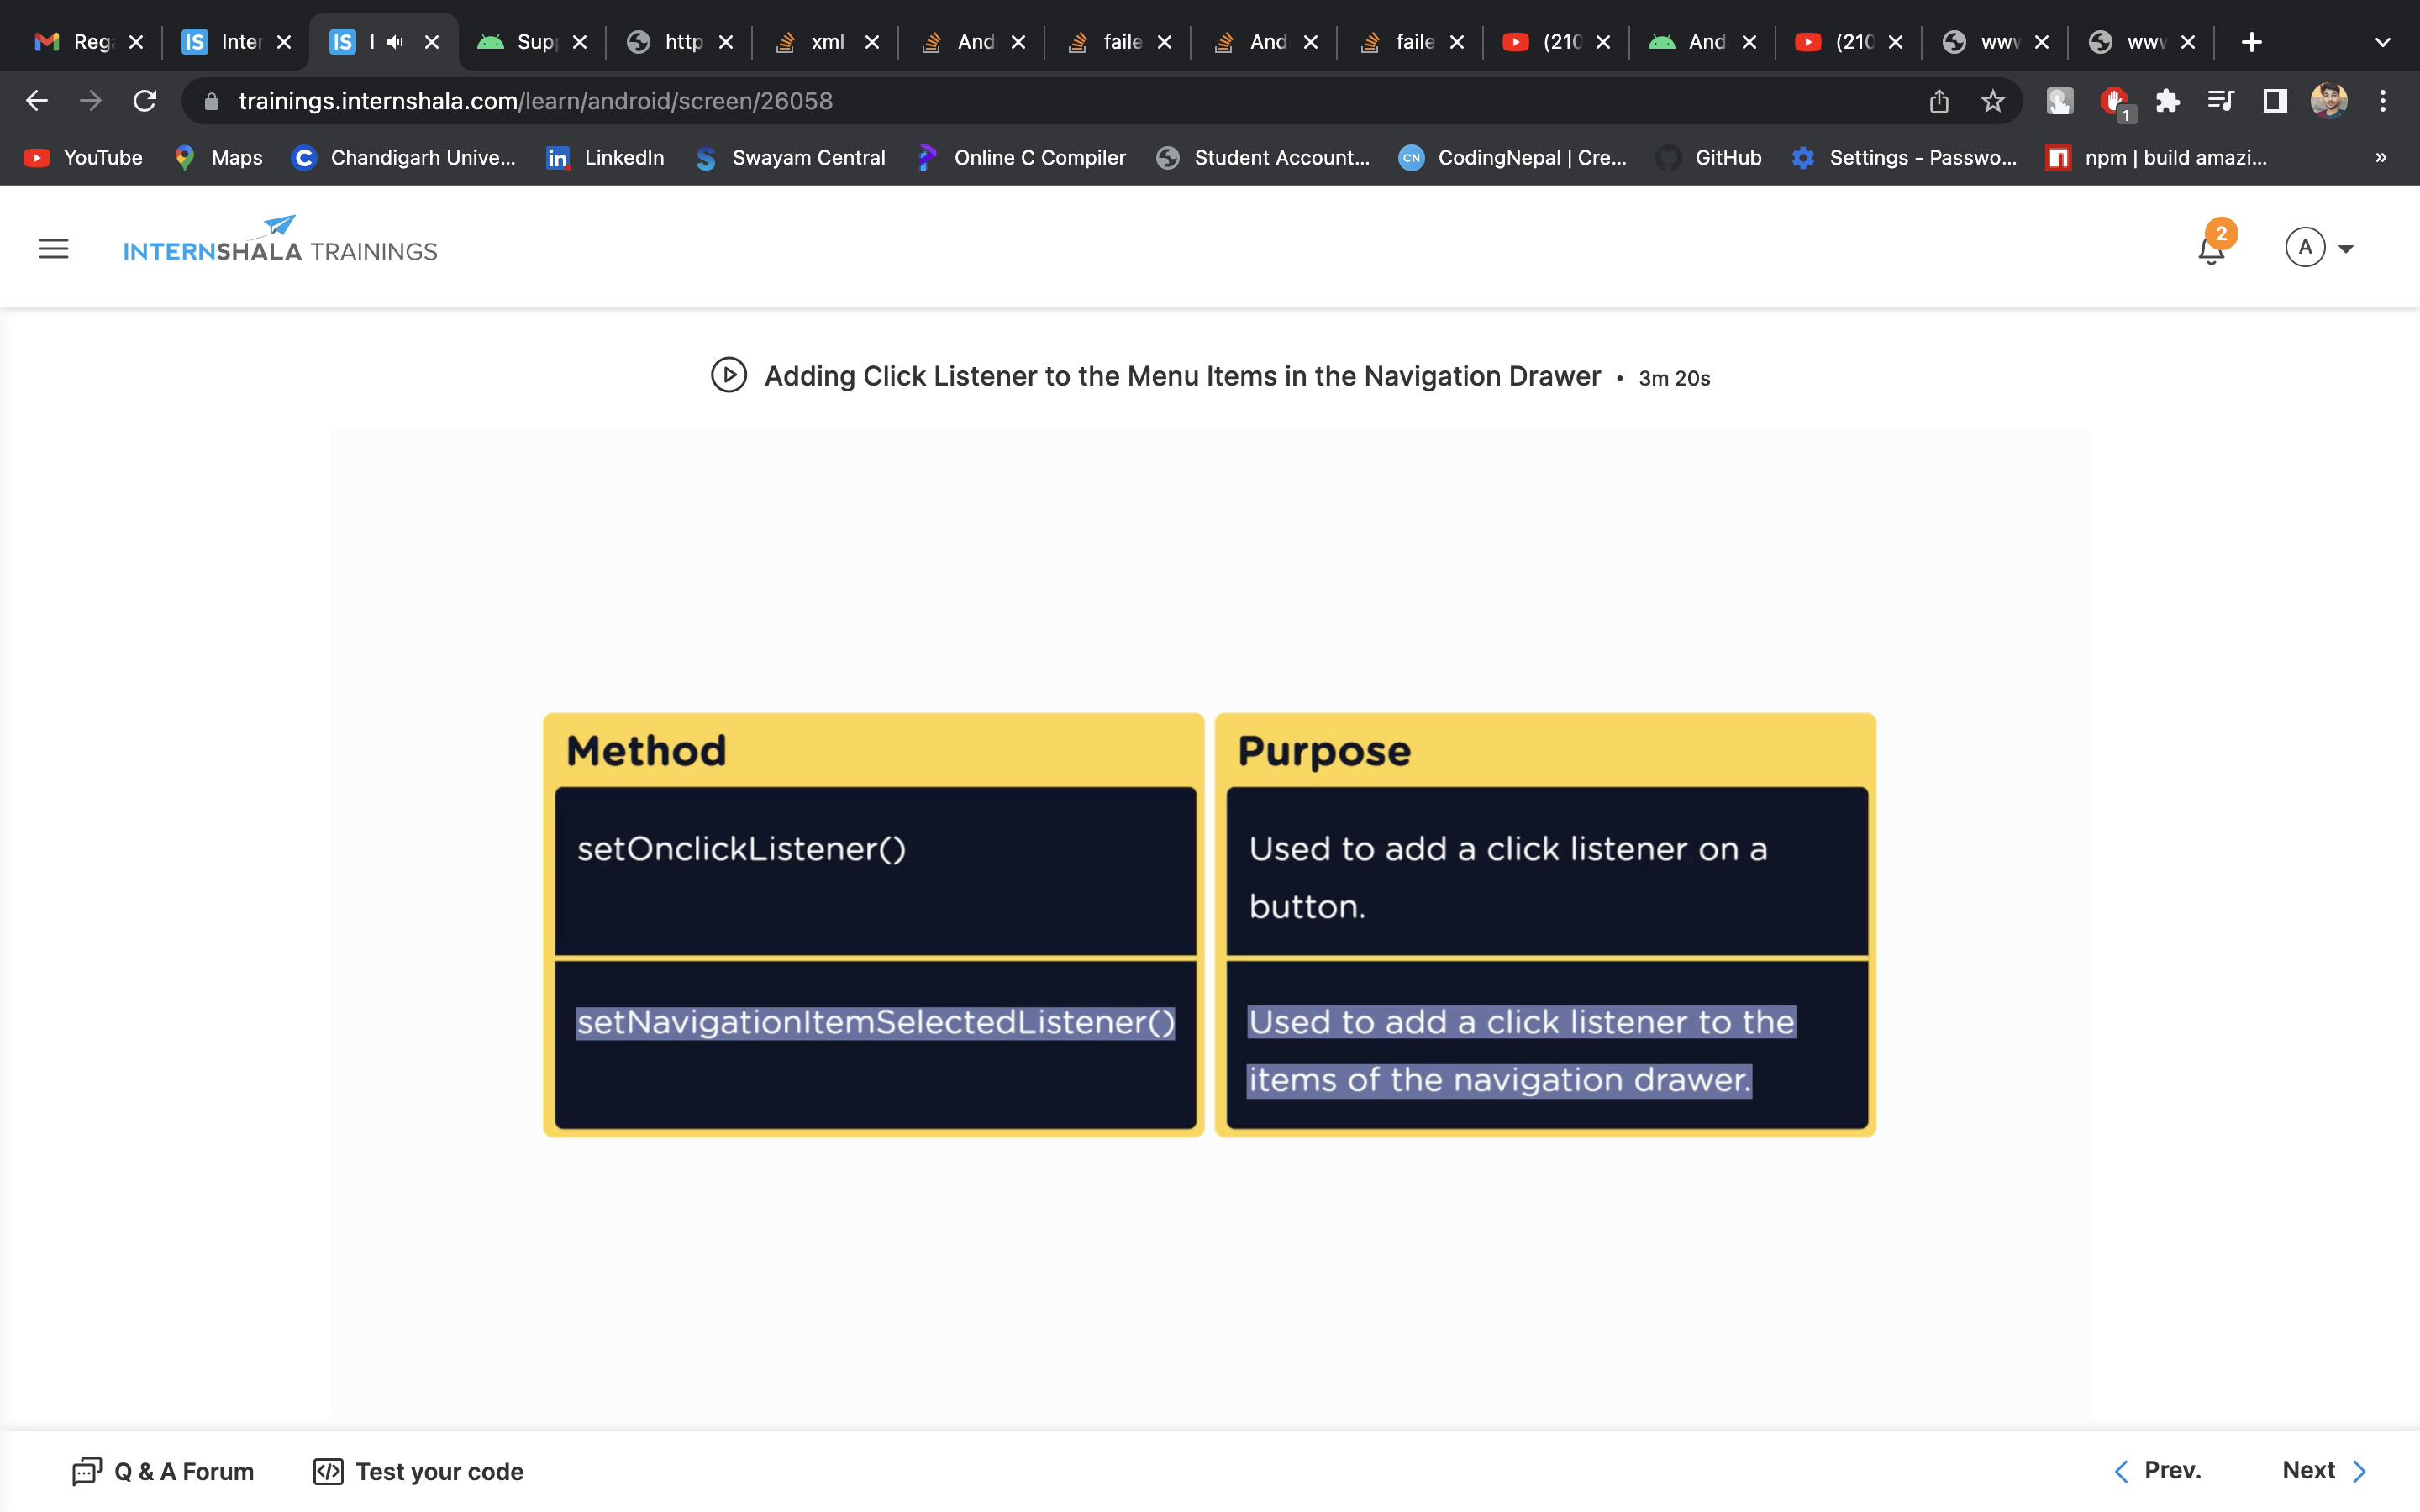 Reg
Inter
I
Sup
http
xml
And
faile
And
faile
(210
And
(210
www
www
trainings.internshala.com/learn/android/screen/26058
1
YouTube
Maps
Chandigarh Unive...
LinkedIn
Swayam Central
Online C Compiler
Student Account...
CodingNepal | Cre...
GitHub
Settings - Passwo...
npm | build amazi...
»
INTERNSHALA TRAININGS
2
A
Adding Click Listener to the Menu Items in the Navigation Drawer • 3m 20s
Method
Purpose
setOnclickListener()
Used to add a click listener on a
button.
setNavigationItemSelectedListener()
Used to add a click listener to the
items of the navigation drawer.
Q & A Forum
Test your code
Prev.
Next